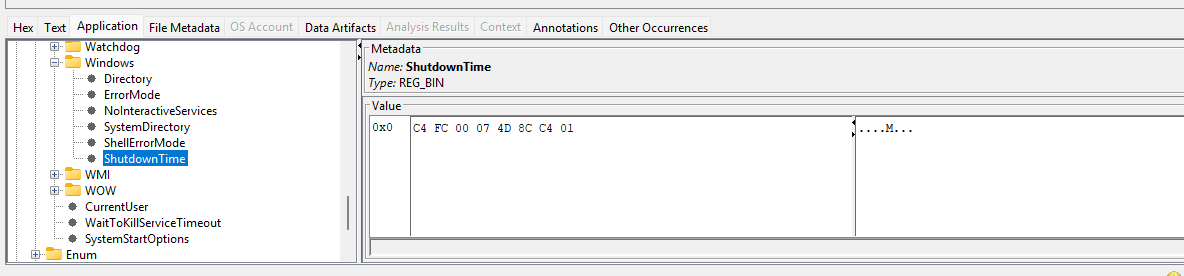 Hex Text Application File Metadata OS Account Data Artifacts Analysis Results Context Annotations Other Occurrences
Watchdog
Windows
Directory
ErrorMode
NoInteractiveServices
SystemDirectory
ShellErrorMode
ShutdownTime
WMI
WOW
CurrentUser
WaitToKillServiceTimeout
SystemStartOptions
Enum
Metadata
Name: ShutdownTime
Type: REG_BIN
Value
0x0 C4 FC 00 07 4D 8C C4 01 ....M...